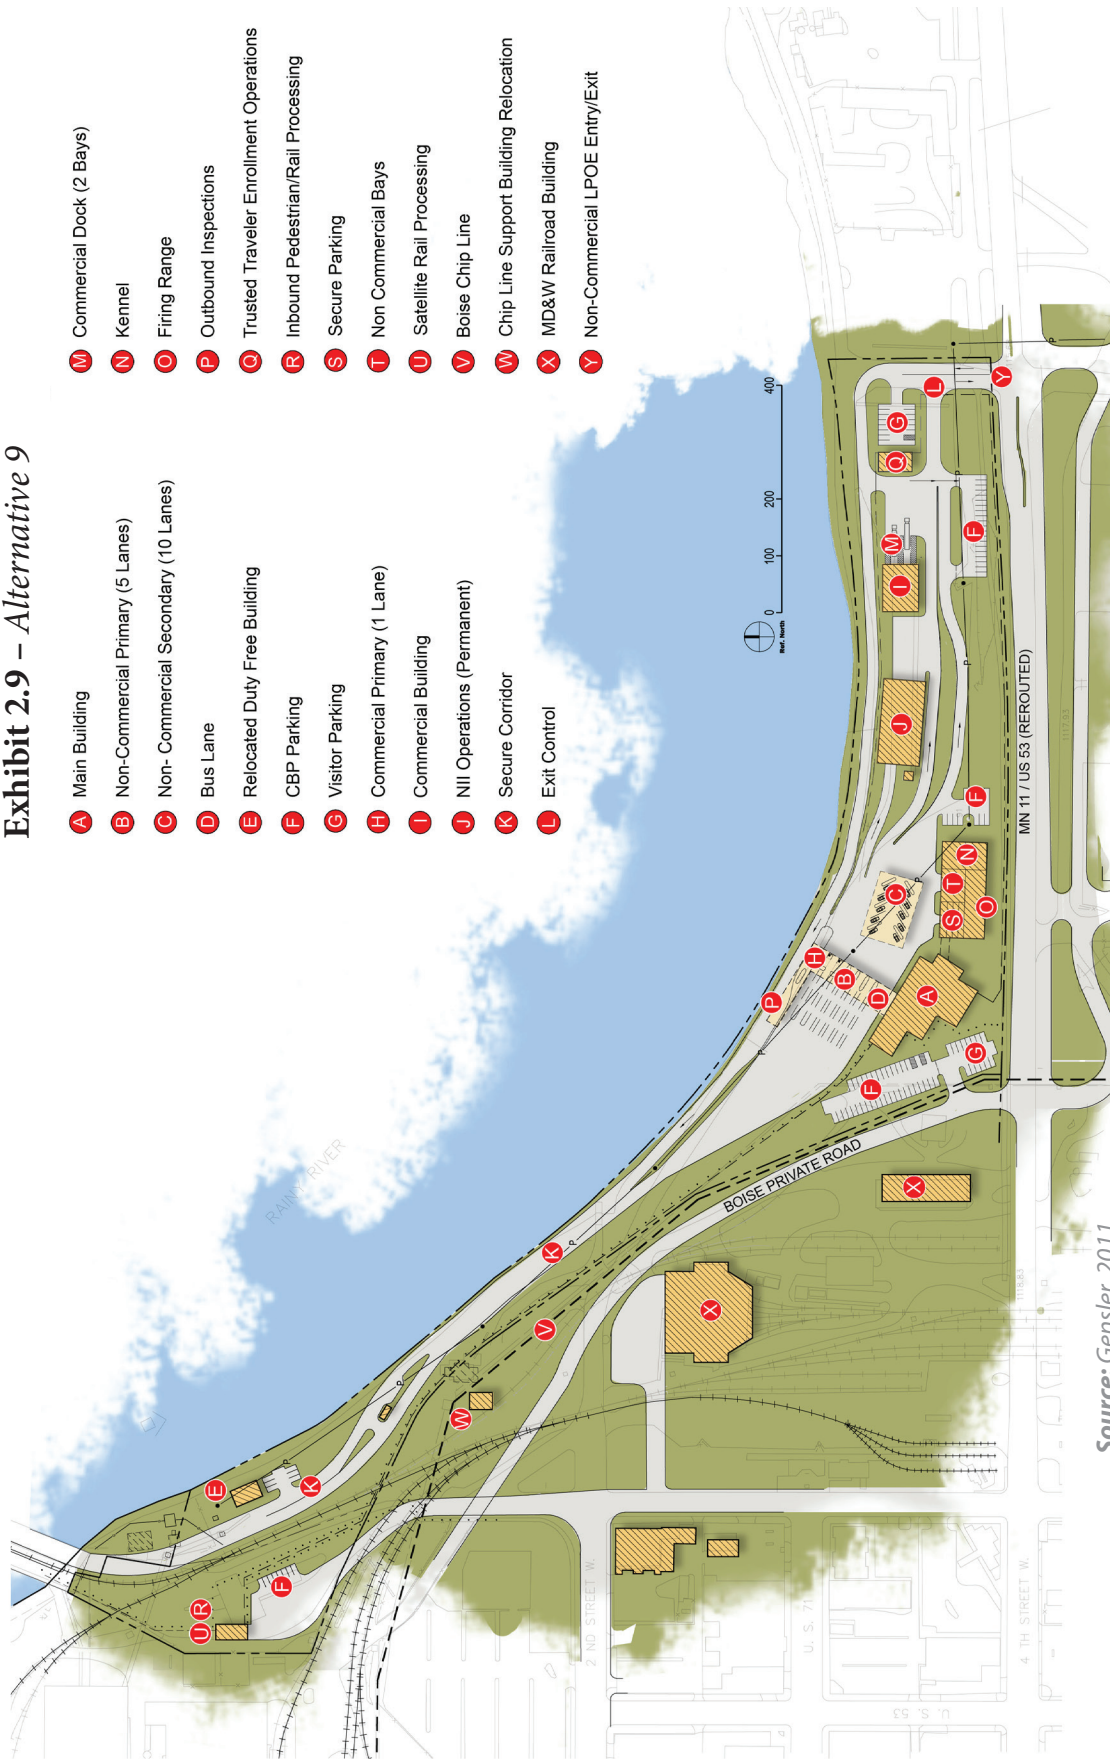 Exhibit 2.9 – Alternative 9
A Main Building
B Non-Commercial Primary (5 Lanes)
C Non- Commercial Secondary (10 Lanes)
D Bus Lane
E Relocated Duty Free Building
F CBP Parking
G Visitor Parking
H Commercial Primary (1 Lane)
I Commercial Building
J NII Operations (Permanent)
K Secure Corridor
L Exit Control
M Commercial Dock (2 Bays)
N Kennel
O Firing Range
P Outbound Inspections
Q Trusted Traveler Enrollment Operations
R Inbound Pedestrian/Rail Processing
S Secure Parking
T Non Commercial Bays
U Satellite Rail Processing
V Boise Chip Line
W Chip Line Support Building Relocation
X MD&W Railroad Building
Y Non-Commercial LPOE Entry/Exit
RAINY RIVER
Ref. North
0 100 200 400
U R
F
E
K
W
V
K
X
X
BOISE PRIVATE ROAD
F
G
P
H
B
D
A
C
S
T
N
O
F
J
I
M
Q
G
L
F
Y
MN 11 / US 53 (REROUTED)
1117.93
1118.83
2 ND STREET W.
U. S. 71
4 TH STREET W.
U. S. 53
Source: Gensler, 2011